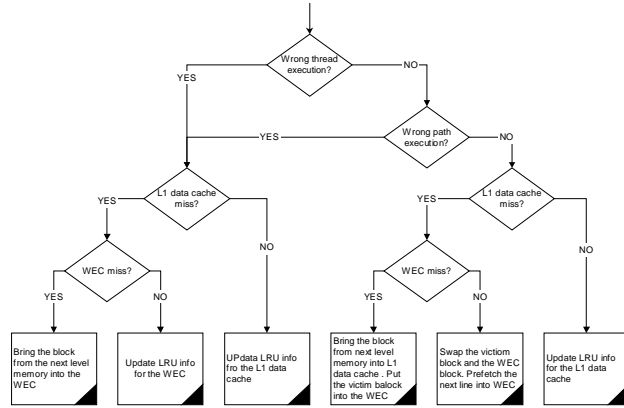 Wrong thread
execution?
YES
NO
Wrong path
execution?
YES
NO
L1 data cache
miss?
L1 data cache
miss?
YES
YES
NO
NO
WEC miss?
WEC miss?
YES
NO
YES
NO
Bring the block
from the next level
memory into the
WEC
Update LRU info
for the WEC
UPdata LRU info
fro the L1 data
cache
Bring the block
from next level
memory into L1
data cache . Put
the victim balock
into the WEC
Swap the victiom
block and the WEC
block. Prefetch the
next line into WEC
Update LRU info
for the L1 data
cache